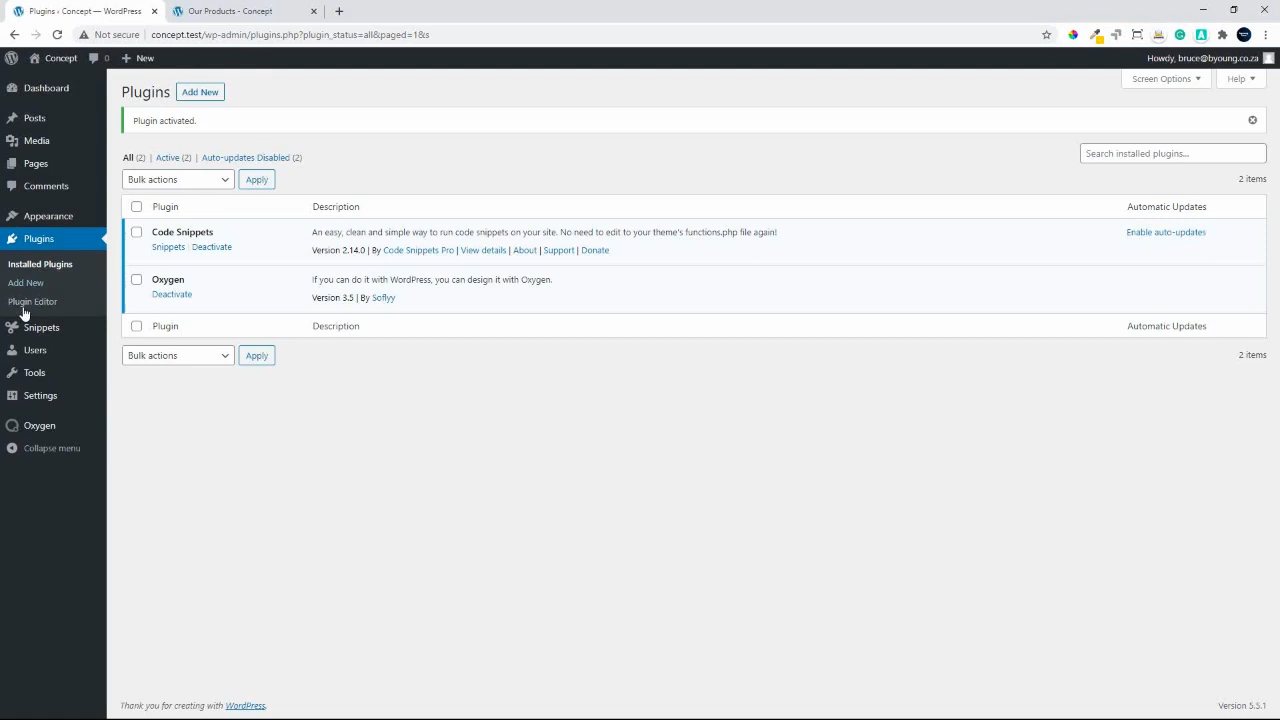 Plugins ‹ Concept — WordPress
Our Products - Concept
Not secure
concept.test/wp-admin/plugins.php?plugin_status=all&paged=1&s
Concept
0
New
Howdy, bruce@byoung.co.za
Dashboard
Posts
Media
Pages
Comments
Appearance
Plugins
Installed Plugins
Add New
Plugin Editor
Snippets
Users
Tools
Settings
Oxygen
Collapse menu
Screen Options
Help
Plugins Add New
Plugin activated.
All (2) | Active (2) | Auto-updates Disabled (2)
Search installed plugins...
Bulk actions Apply
2 items
Plugin Description Automatic Updates
Code Snippets An easy, clean and simple way to run code snippets on your site. No need to edit to your theme's functions.php file again! Enable auto-updates
Snippets | Deactivate Version 2.14.0 | By Code Snippets Pro | View details | About | Support | Donate
Oxygen If you can do it with WordPress, you can design it with Oxygen.
Deactivate Version 3.5 | By Soflyy
Plugin Description Automatic Updates
Bulk actions Apply
2 items
Thank you for creating with WordPress.
Version 5.5.1